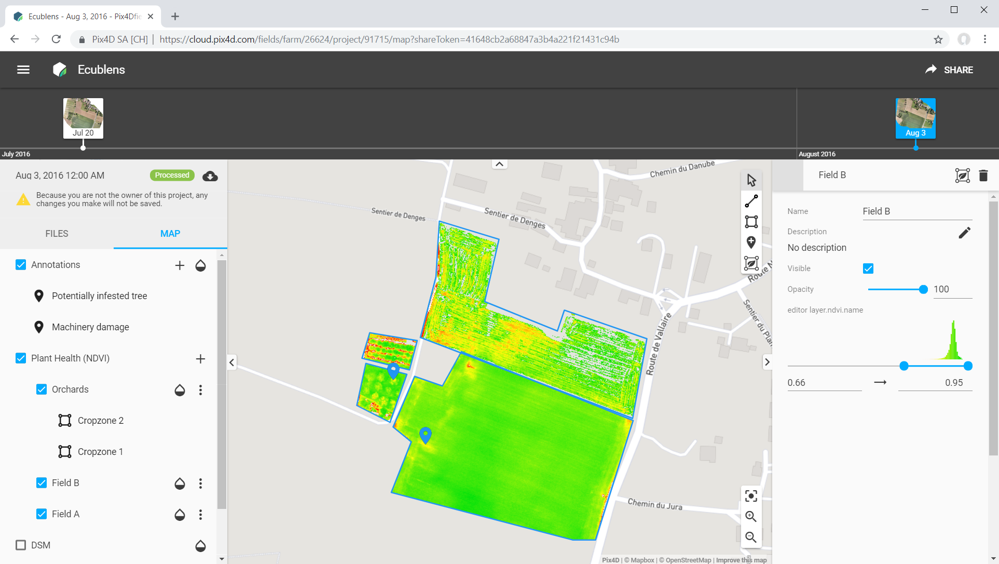 Ecublens - Aug 3, 2016 - Pix4Dfie
Pix4D SA [CH] | https://cloud.pix4d.com/fields/farm/26624/project/91715/map?shareToken=41648cb2a68847a3b4a221f21431c94b
Ecublens
SHARE
Jul 20
Aug 3
July 2016
August 2016
Aug 3, 2016 12:00 AM
Processed
Because you are not the owner of this project, any
changes you make will not be saved.
FILES
MAP
Annotations
Potentially infested tree
Machinery damage
Plant Health (NDVI)
Orchards
Cropzone 2
Cropzone 1
Field B
Field A
DSM
Chemin du Danube
Sentier de Denges
Sentier de Denges
Route N
Sentier du Plan
Route de Vallaire
Chemin du Jura
Pix4D | © Mapbox | © OpenStreetMap | Improve this map
Field B
Name
Field B
Description
No description
Visible
Opacity
100
editor layer.ndvi.name
0.66
0.95